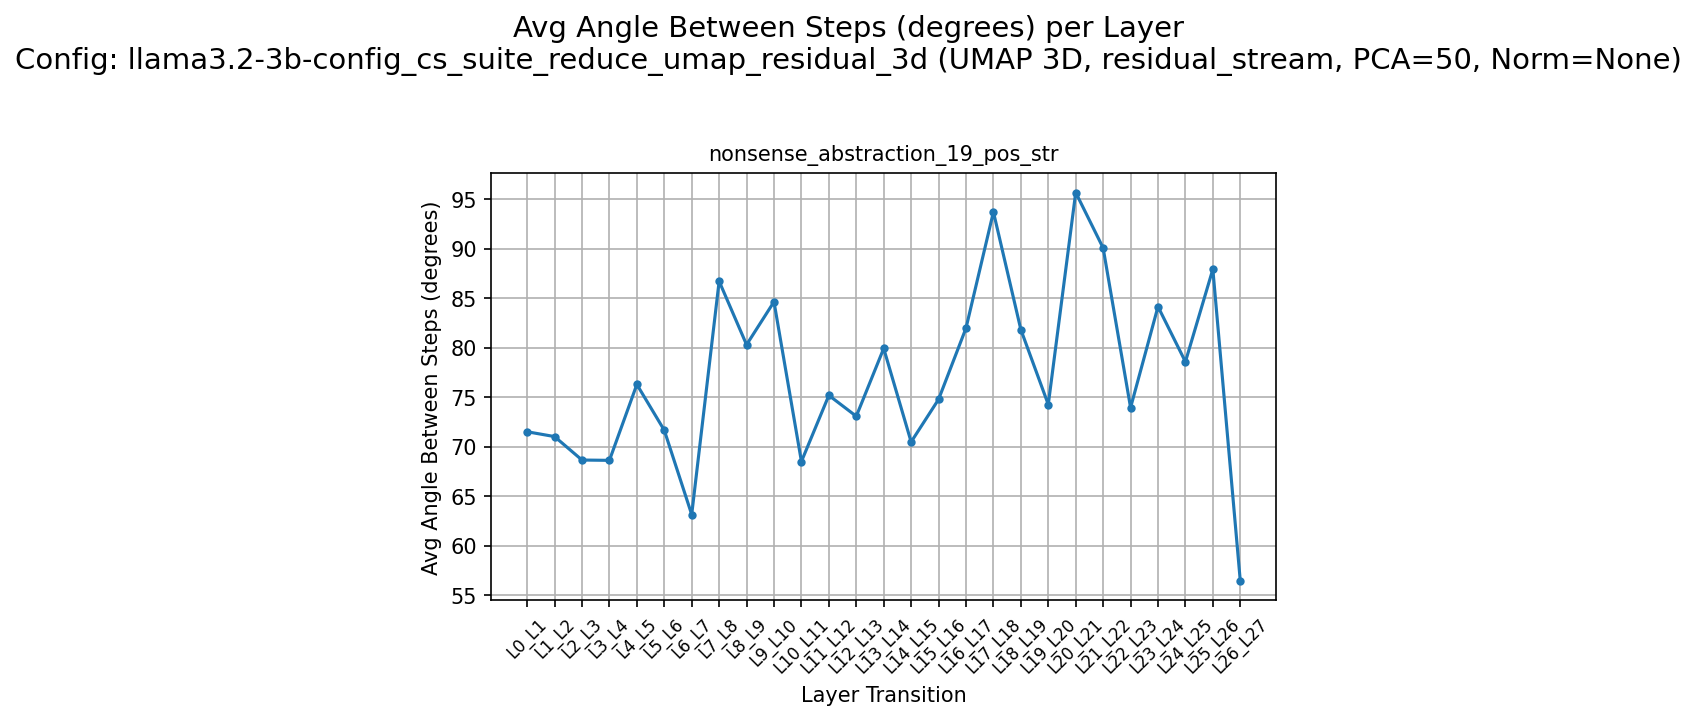 Avg Angle Between Steps (degrees) per Layer
Config: llama3.2-3b-config_cs_suite_reduce_umap_residual_3d (UMAP 3D, residual_stream, PCA=50, Norm=None)
nonsense_abstraction_19_pos_str
Avg Angle Between Steps (degrees)
95
90
85
80
75
70
65
60
55
L0_L1
L1_L2
L2_L3
L3_L4
L4_L5
L5_L6
L6_L7
L7_L8
L8_L9
L9_L10
L10_L11
L11_L12
L12_L13
L13_L14
L14_L15
L15_L16
L16_L17
L17_L18
L18_L19
L19_L20
L20_L21
L21_L22
L22_L23
L23_L24
L24_L25
L25_L26
L26_L27
Layer Transition